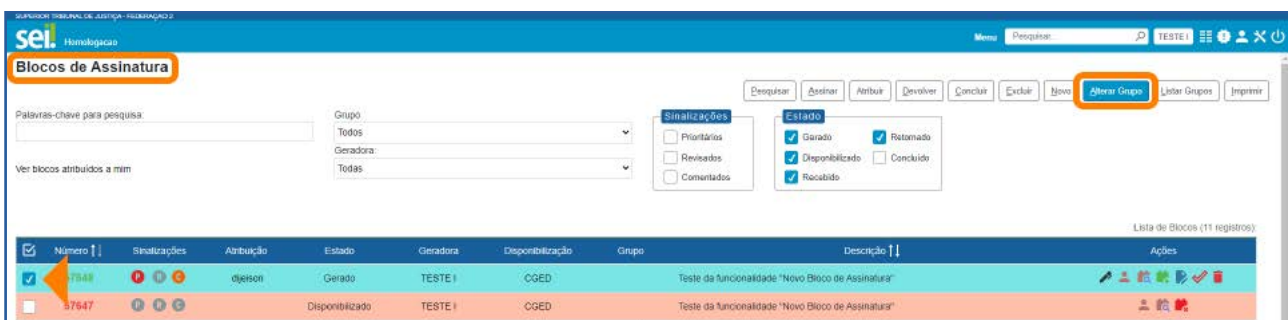 SUPERIOR TRIBUNAL DE JUSTIÇA - FEDERAÇÃO 2
sei! Homologacao Menu Pesquisar... TESTE I
Blocos de Assinatura
Pesquisar Assinar Atribuir Devolver Concluir Excluir Novo Alterar Grupo Listar Grupos Imprimir
Palavras-chave para pesquisa: Grupo: Sinalizações Estado
Todos Prioritários Gerado Retornado
Geradora:
Ver blocos atribuídos a mim Todas Revisados Disponibilizado Concluído
Comentados Recebido
Lista de Blocos (11 registros):
Número Sinalizações Atribuição Estado Geradora Disponibilização Grupo Descrição Ações
57648 P R C djeison Gerado TESTE I CGED Teste da funcionalidade "Novo Bloco de Assinatura"
57647 P R C Disponibilizado TESTE I CGED Teste da funcionalidade "Novo Bloco de Assinatura"